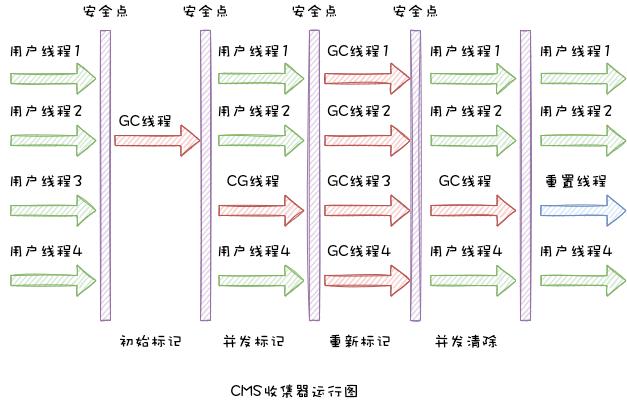 安全点 安全点 安全点 安全点
用户线程1 用户线程1 GC线程1 用户线程1 用户线程1
用户线程2 GC线程 用户线程2 GC线程2 用户线程2 用户线程2
用户线程3 CG线程 GC线程3 GC线程 重置线程
用户线程4 用户线程4 GC线程4 用户线程4 用户线程4
初始标记 并发标记 重新标记 并发清除
CMS收集器运行图